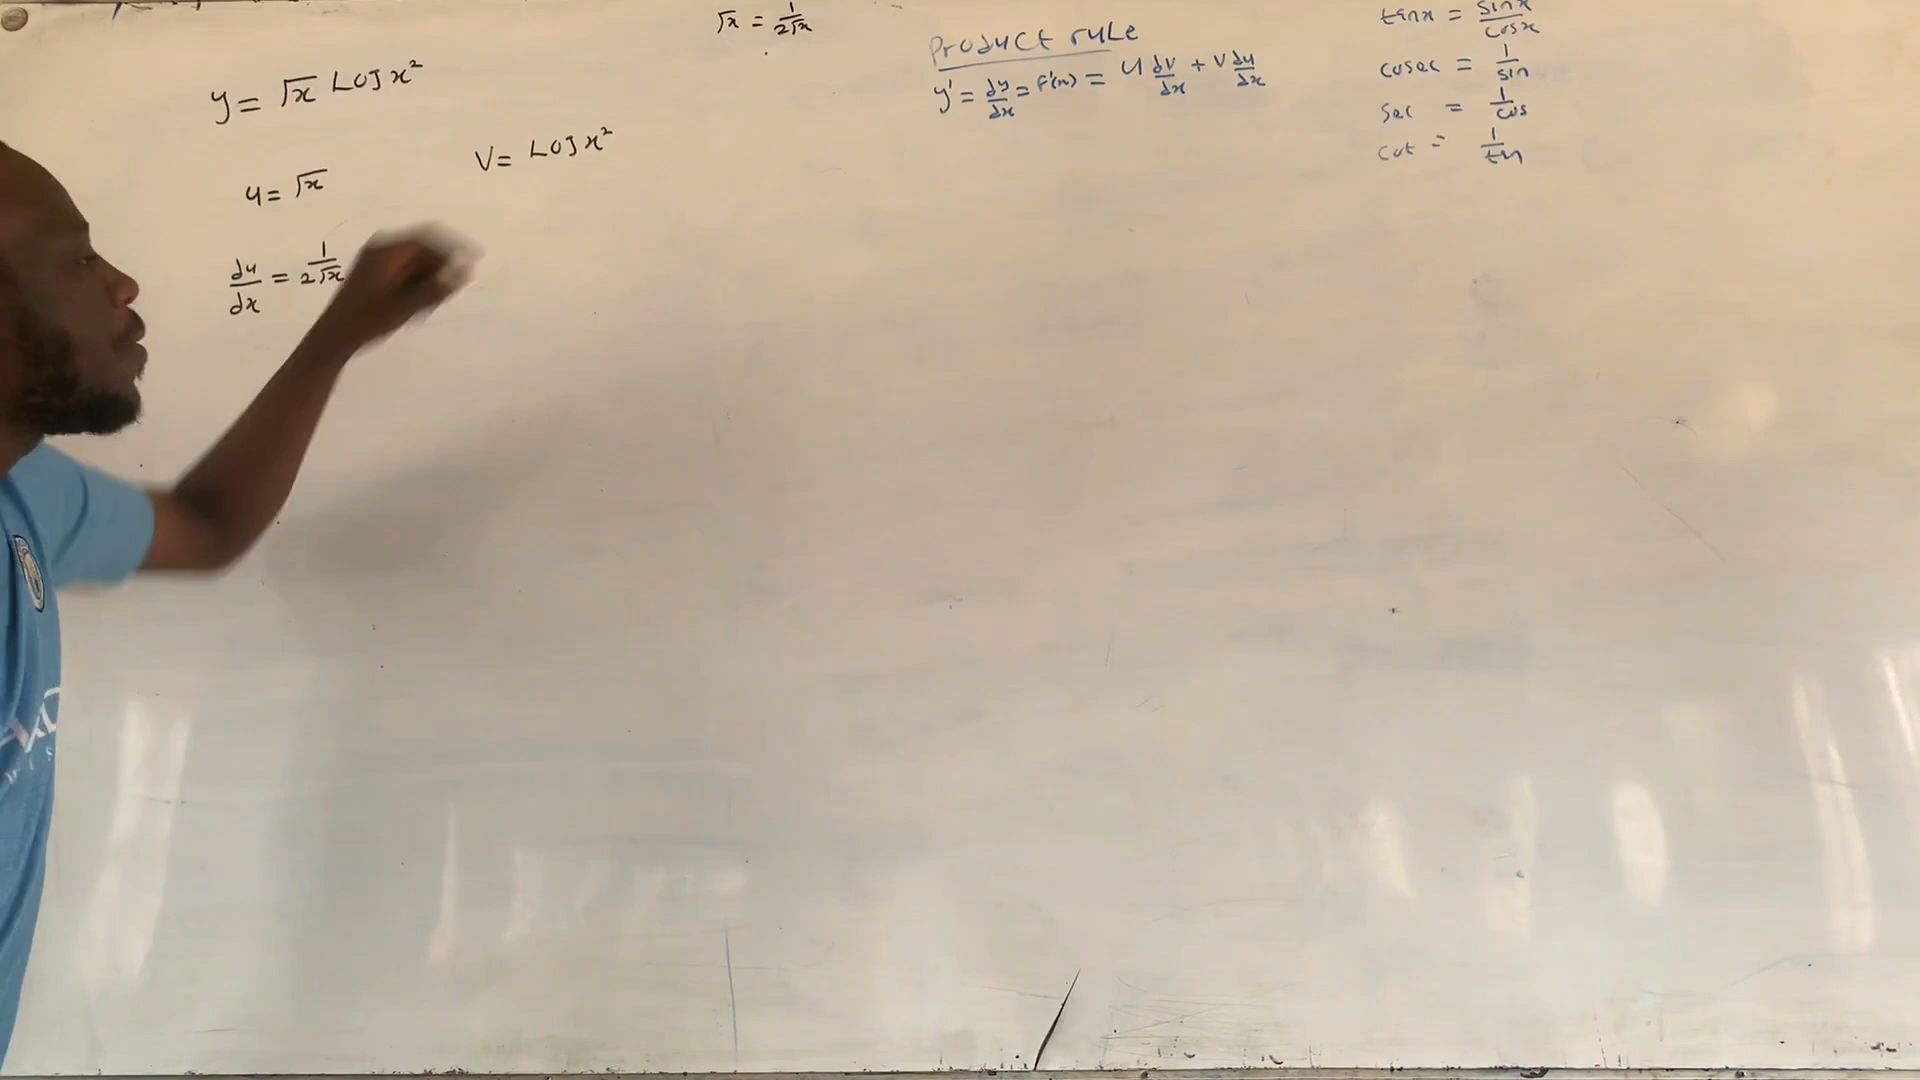 y = √x Log x²
u = √x
V = Log x²
du/dx = 1/2√x
√x = 1/2√x
Product rule
y' = dy/dx = F'(x) = u dv/dx + v du/dx
tanx = sinx/cosx
cosec = 1/sin
sec = 1/cos
cot = 1/tan